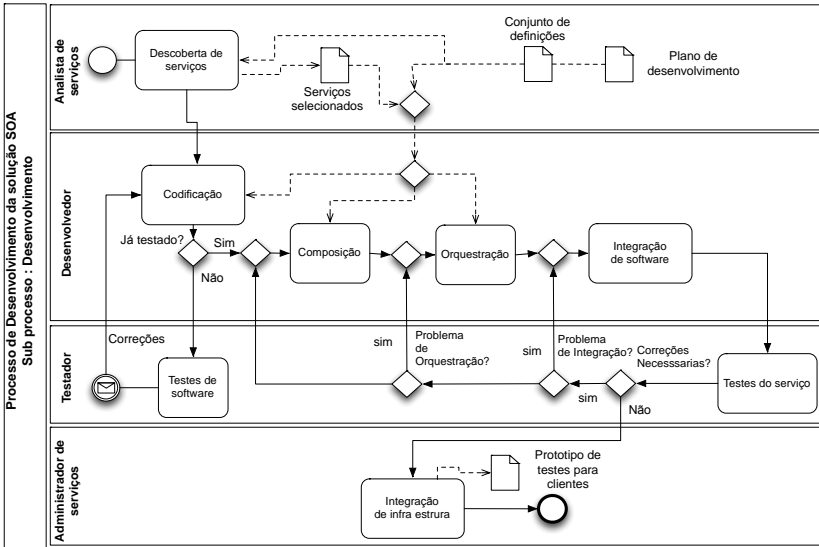 Processo de Desenvolvimento da solução SOA
Sub processo : Desenvolvimento
Analista de
serviços
Descoberta de
serviços
Serviços
selecionados
Conjunto de
definições
Plano de
desenvolvimento
Desenvolvedor
Codificação
Já testado?
Sim
Não
Composição
Orquestração
Integração
de software
Testador
Correções
Testes de
software
sim
Problema
de
Orquestração?
sim
Problema
de Integração?
sim
Correções
Necesssarias?
Não
Testes do serviço
Administrador de
serviços
Integração
de infra estrura
Prototipo de
testes para
clientes